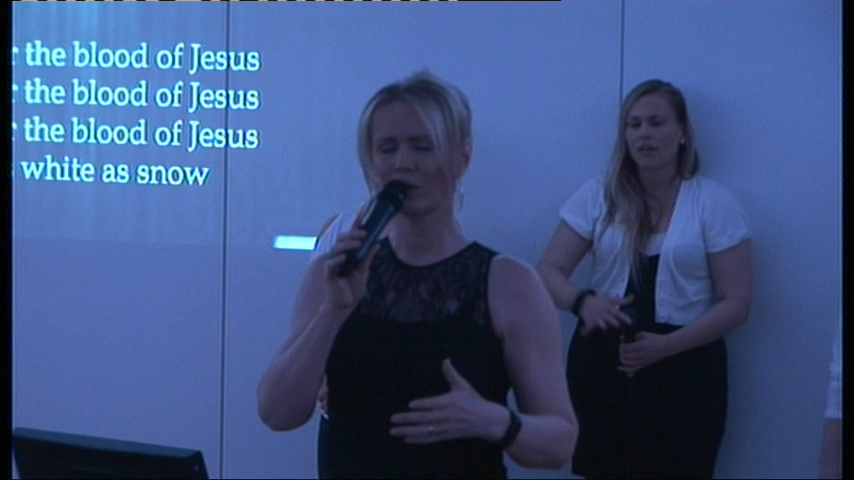 the blood of Jesus
the blood of Jesus
the blood of Jesus
white as snow